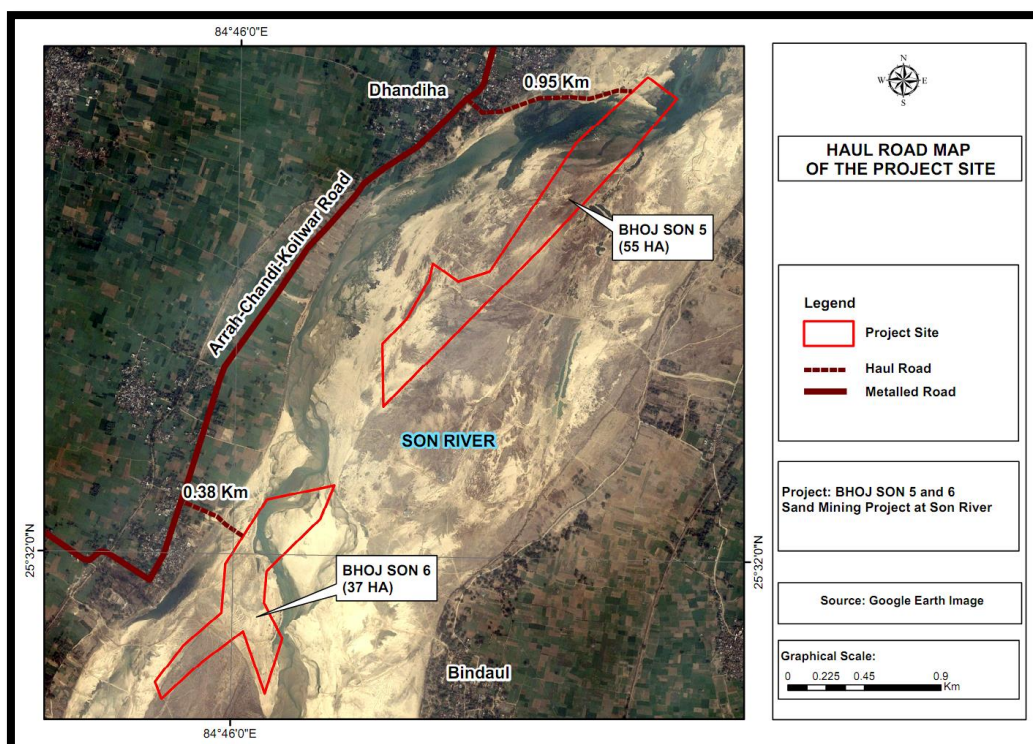 84°46'0"E
Dhandiha
0.95 Km
Arrah-Chandi-Koilwar Road
BHOJ SON 5
(55 HA)
SON RIVER
0.38 Km
25°32'0"N
25°32'0"N
BHOJ SON 6
(37 HA)
Bindaul
84°46'0"E
N
W
E
S
HAUL ROAD MAP
OF THE PROJECT SITE
Legend
Project Site
Haul Road
Metalled Road
Project: BHOJ SON 5 and 6
Sand Mining Project at Son River
Source: Google Earth Image
Graphical Scale:
0 0.225 0.45 0.9
Km